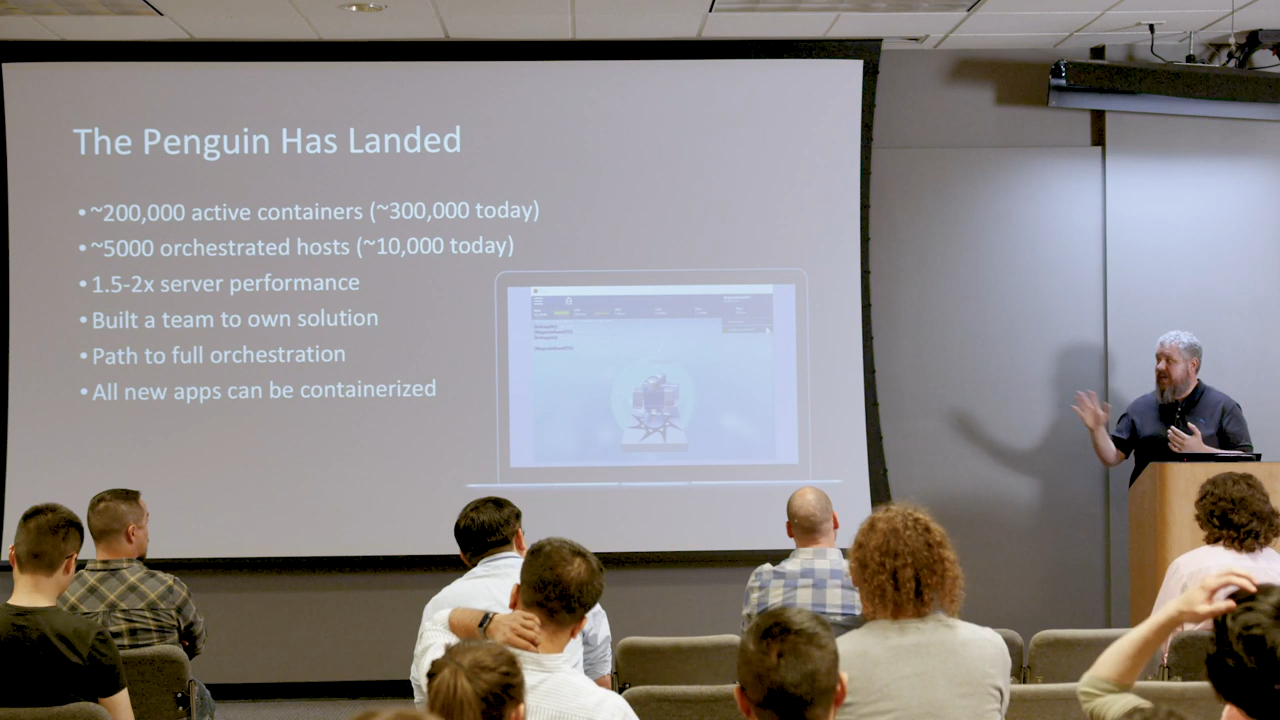 The Penguin Has Landed
• ~200,000 active containers (~300,000 today)
• ~5000 orchestrated hosts (~10,000 today)
• 1.5-2x server performance
• Built a team to own solution
• Path to full orchestration
• All new apps can be containerized